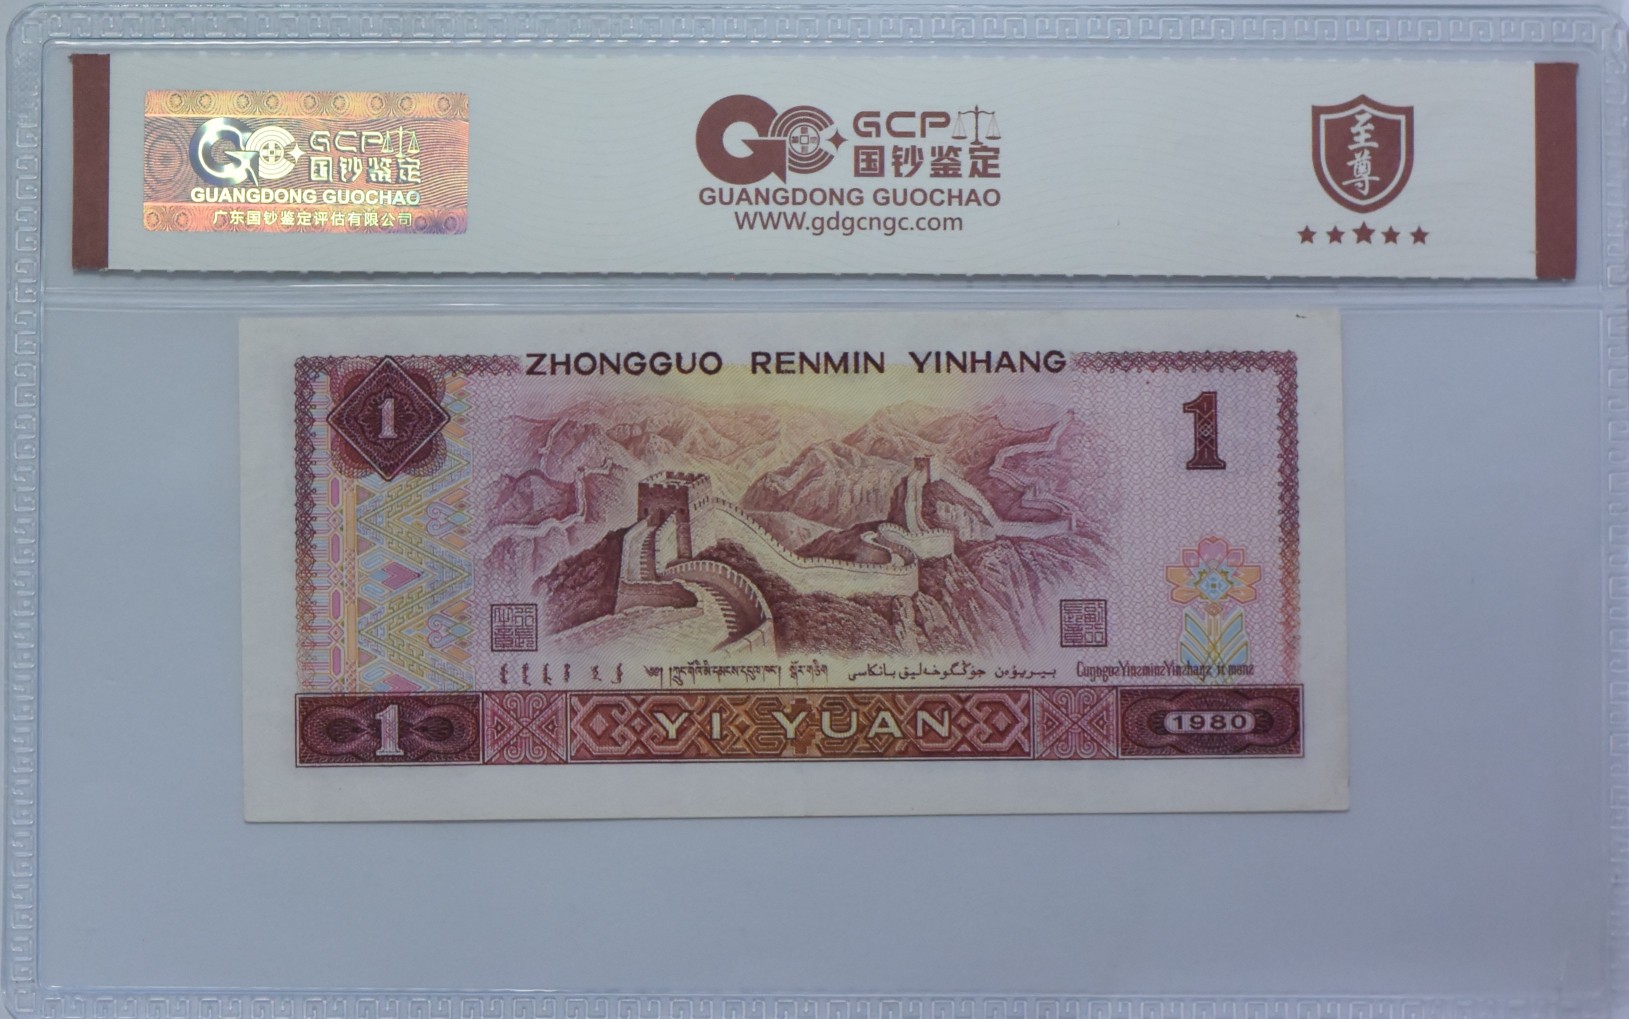 GCP
国钞鉴定
GUANGDONG GUOCHAO
广东国钞鉴定评估有限公司
GCP
国钞鉴定
GUANGDONG GUOCHAO
WWW.gdgcngc.com
至
尊
ZHONGGUO RENMIN YINHANG
1
1
1
YI YUAN
1980